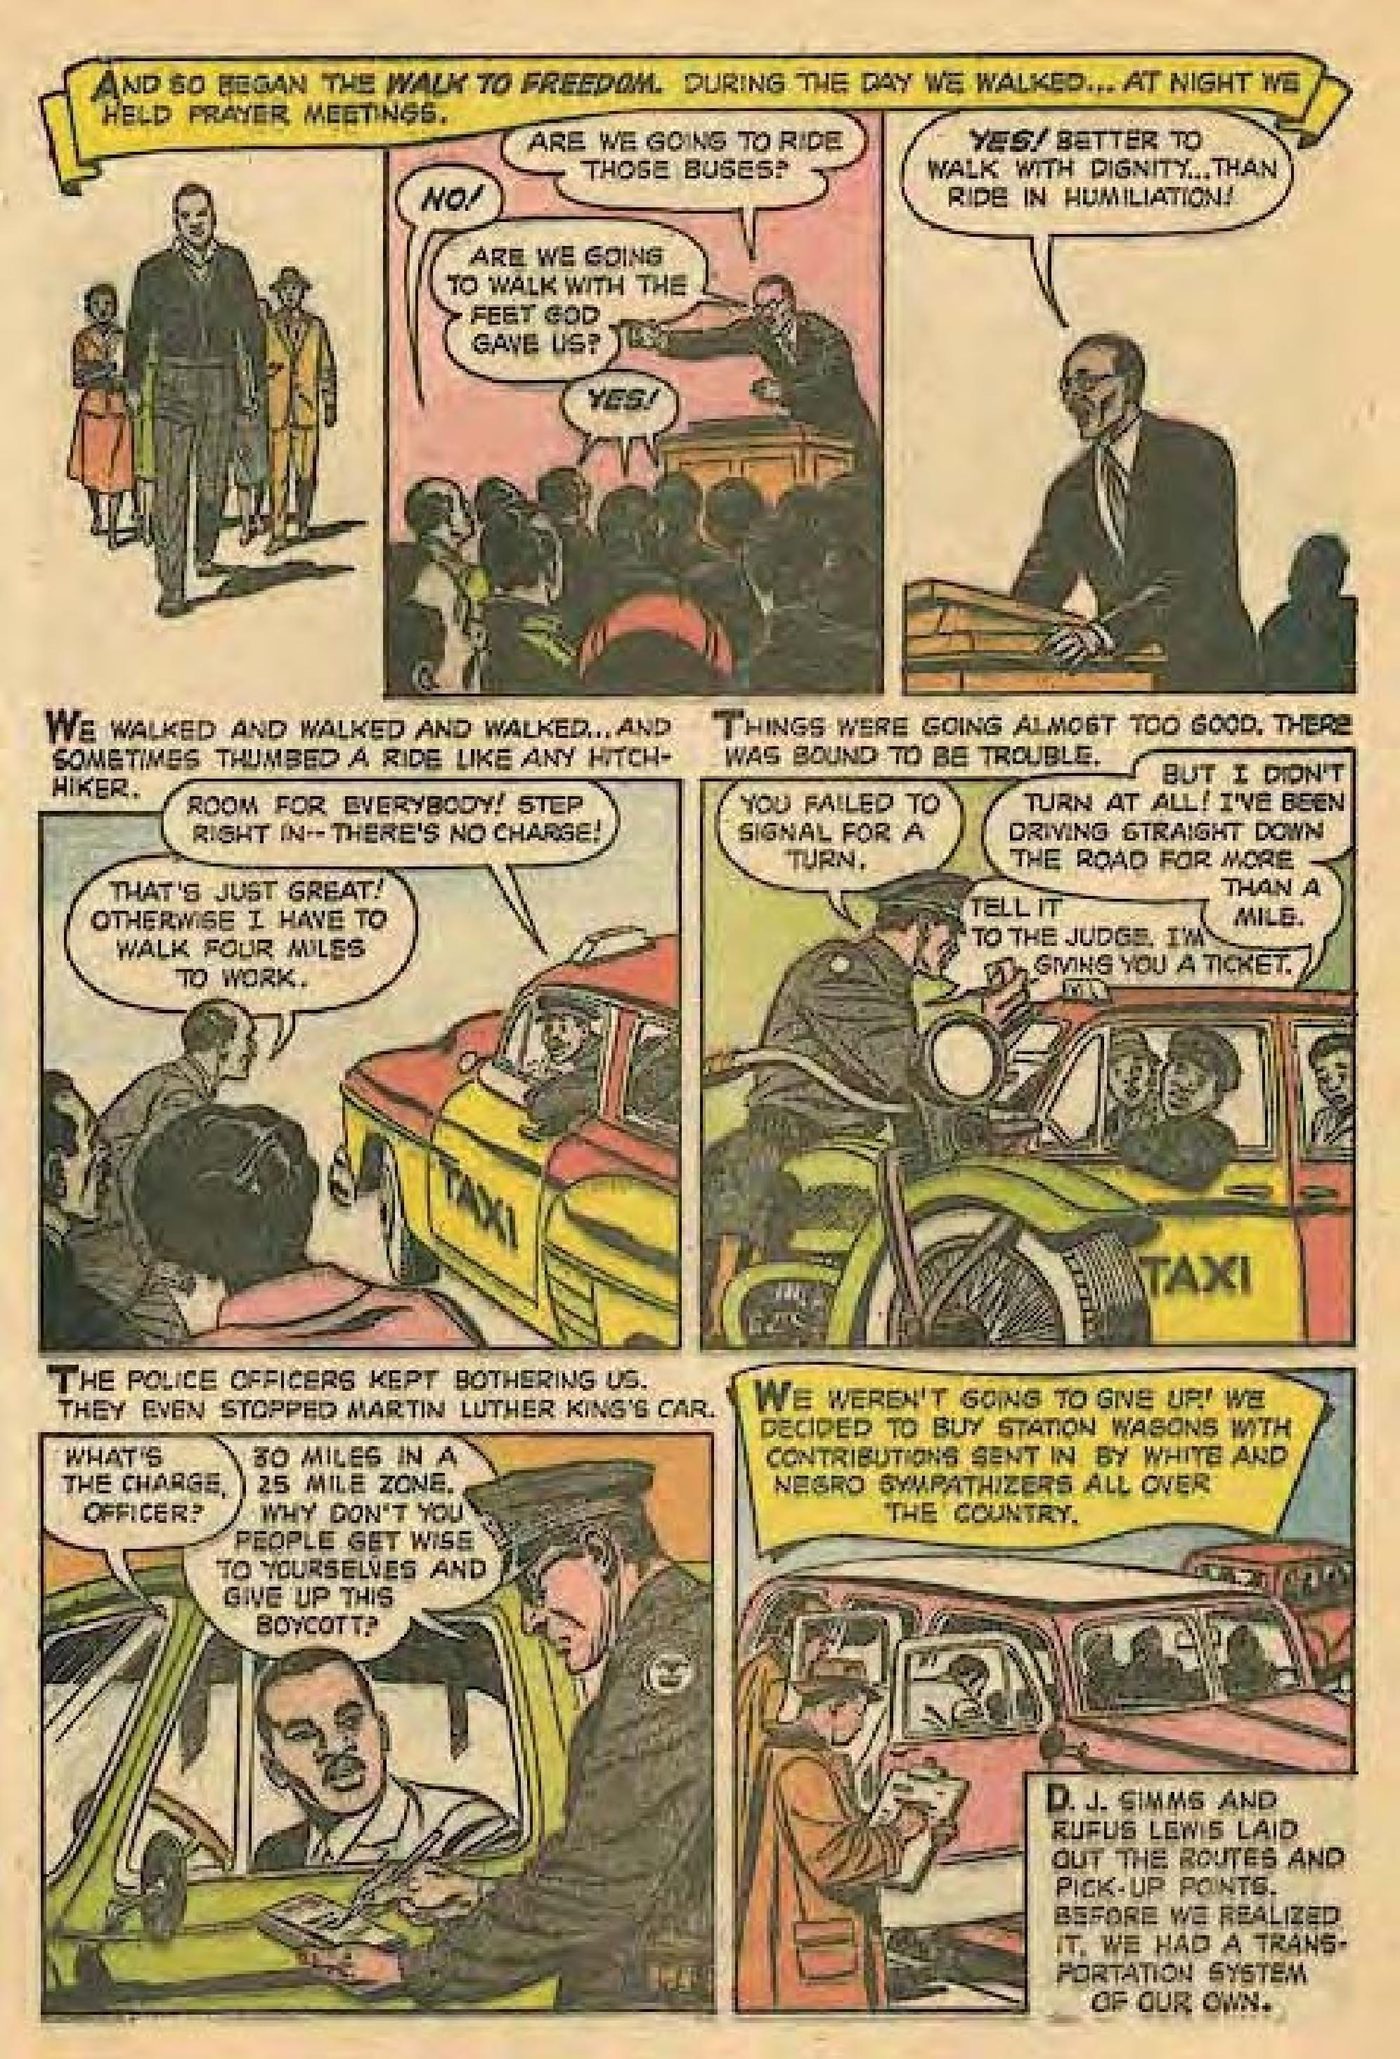 AND SO BEGAN THE WALK TO FREEDOM. DURING THE DAY WE WALKED... AT NIGHT WE
HELD PRAYER MEETINGS.
ARE WE GOING TO RIDE
THOSE BUSES?
NO!
ARE WE GOING
TO WALK WITH THE
FEET GOD
GAVE US?
YES!
YES! BETTER TO
WALK WITH DIGNITY...THAN
RIDE IN HUMILIATION!
WE WALKED AND WALKED AND WALKED...AND
SOMETIMES THUMBED A RIDE LIKE ANY HITCH-
HIKER.
ROOM FOR EVERYBODY! STEP
RIGHT IN--THERE'S NO CHARGE!
THAT'S JUST GREAT!
OTHERWISE I HAVE TO
WALK FOUR MILES
TO WORK.
TAXI
THINGS WERE GOING ALMOST TOO GOOD. THERE
WAS BOUND TO BE TROUBLE.
YOU FAILED TO
SIGNAL FOR A
TURN.
BUT I DIDN'T
TURN AT ALL! I'VE BEEN
DRIVING STRAIGHT DOWN
THE ROAD FOR MORE
THAN A
MILE.
TELL IT
TO THE JUDGE. I'M
GIVING YOU A TICKET.
TAXI
THE POLICE OFFICERS KEPT BOTHERING US.
THEY EVEN STOPPED MARTIN LUTHER KING'S CAR.
WHAT'S
THE CHARGE,
OFFICER?
30 MILES IN A
25 MILE ZONE.
WHY DON'T YOU
PEOPLE GET WISE
TO YOURSELVES AND
GIVE UP THIS
BOYCOTT?
WE WEREN'T GOING TO GIVE UP! WE
DECIDED TO BUY STATION WAGONS WITH
CONTRIBUTIONS SENT IN BY WHITE AND
NEGRO SYMPATHIZERS ALL OVER
THE COUNTRY.
D. J. SIMMS AND
RUFUS LEWIS LAID
OUT THE ROUTES AND
PICK-UP POINTS.
BEFORE WE REALIZED
IT, WE HAD A TRANS-
PORTATION SYSTEM
OF OUR OWN.